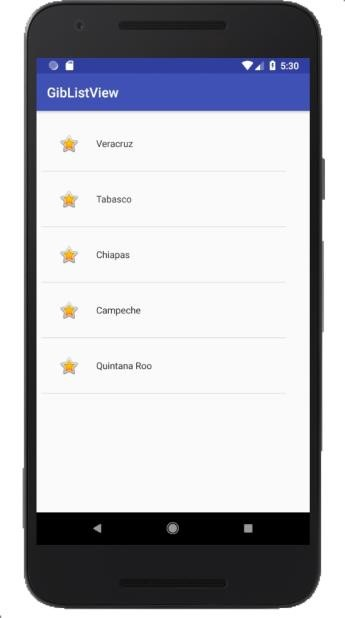 5:30
GibListView
Veracruz
Tabasco
Chiapas
Campeche
Quintana Roo